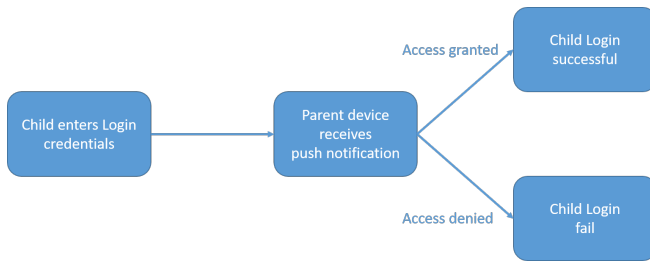 Child enters Login
credentials
Parent device
receives
push notification
Access granted
Child Login
successful
Access denied
Child Login
fail